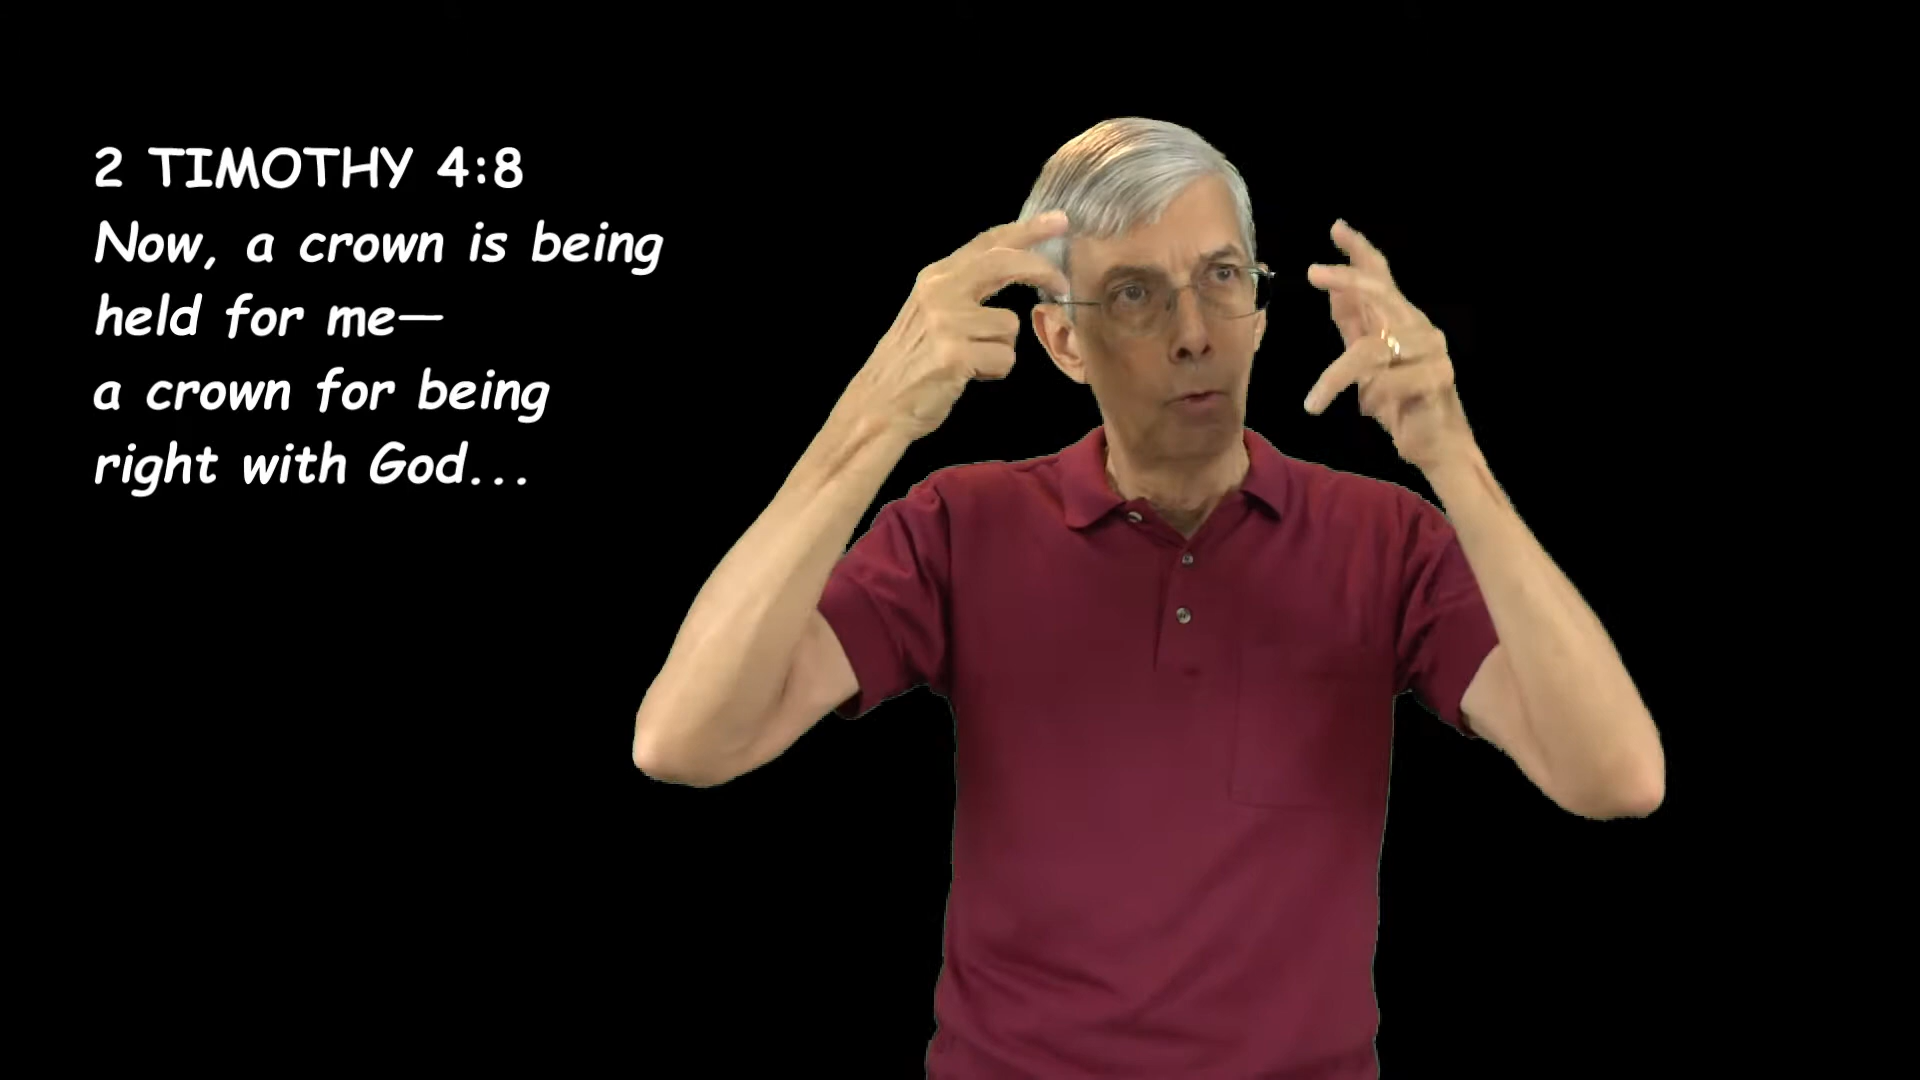 2 TIMOTHY 4:8
Now, a crown is being
held for me—
a crown for being
right with God...